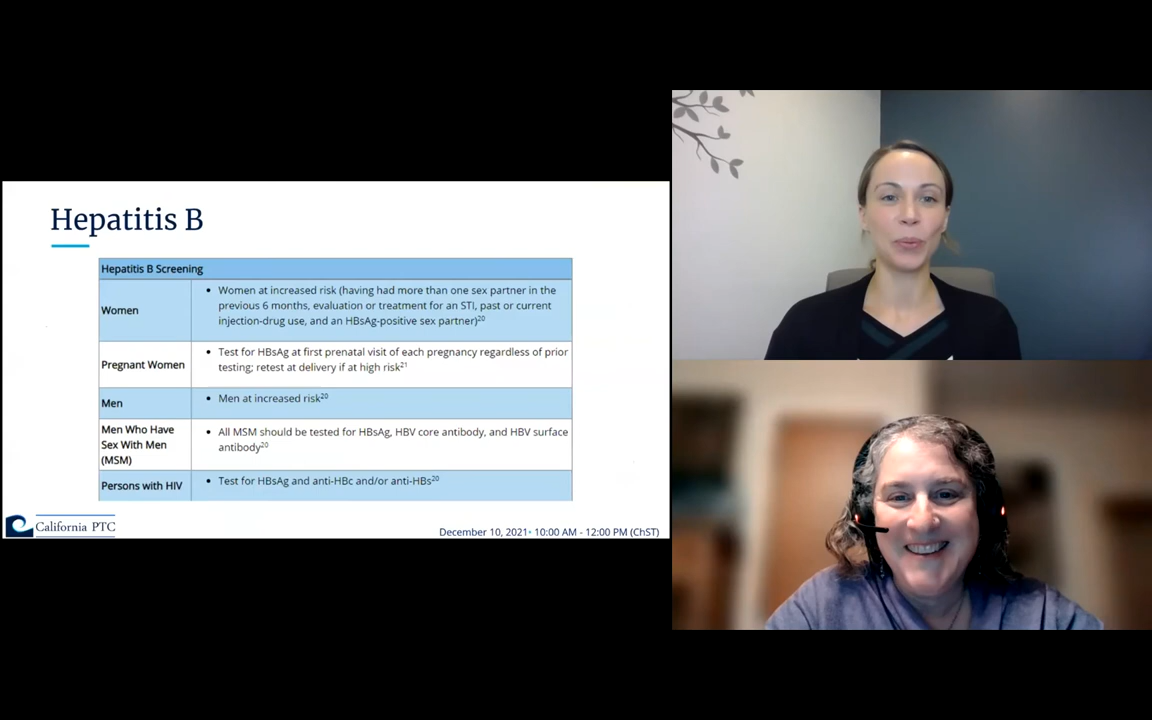 Hepatitis B
Hepatitis B Screening
Women
• Women at increased risk (having had more than one sex partner in the
previous 6 months, evaluation or treatment for an STI, past or current
injection-drug use, and an HBsAg-positive sex partner)20
Pregnant Women
• Test for HBsAg at first prenatal visit of each pregnancy regardless of prior
testing; retest at delivery if at high risk21
Men
• Men at increased risk20
Men Who Have
Sex With Men
(MSM)
• All MSM should be tested for HBsAg, HBV core antibody, and HBV surface
antibody20
Persons with HIV
• Test for HBsAg and anti-HBc and/or anti-HBs20
California PTC
December 10, 2021• 10:00 AM - 12:00 PM (ChST)